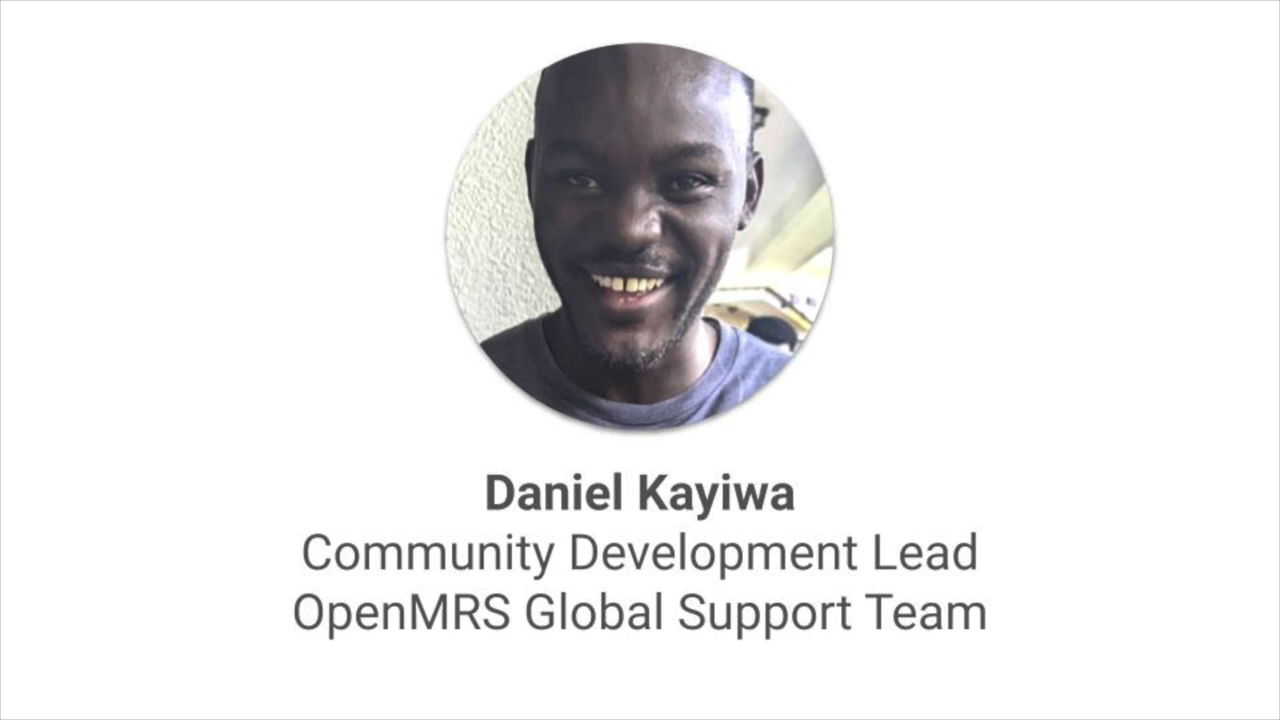 Daniel Kayiwa
Community Development Lead
OpenMRS Global Support Team